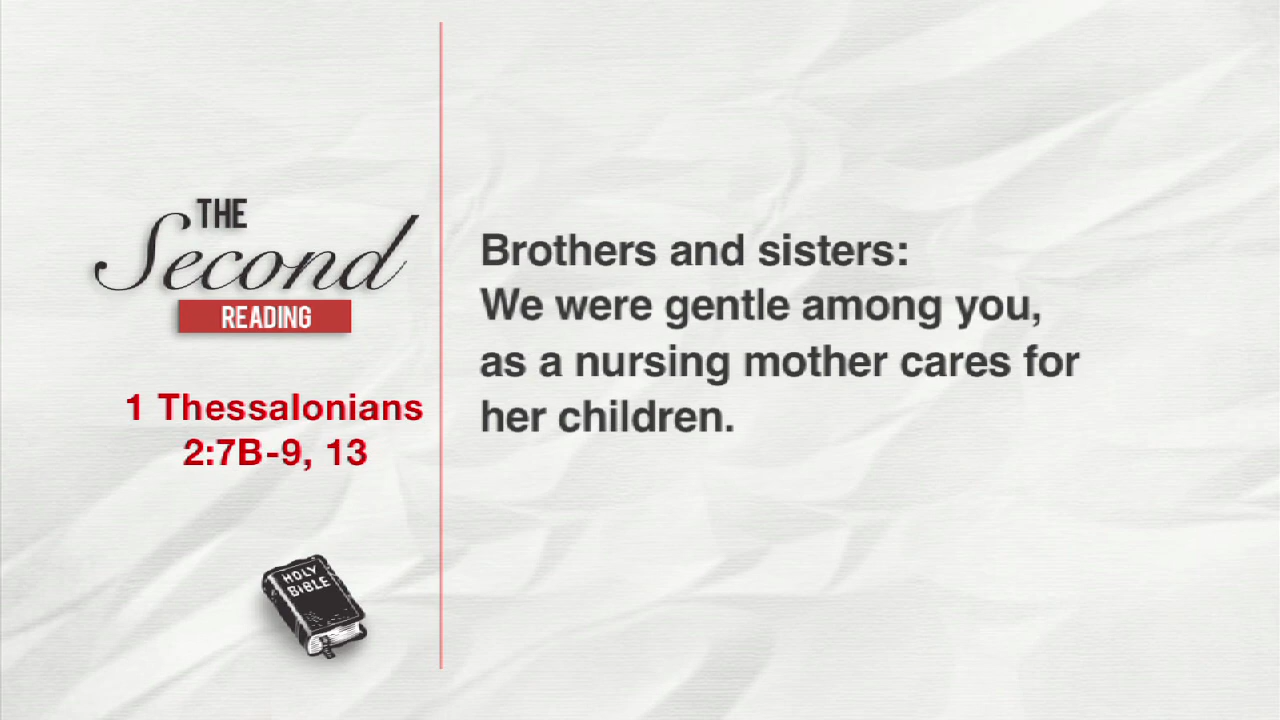 THE
Second
READING
1 Thessalonians
2:7B-9, 13
HOLY
BIBLE
Brothers and sisters:
We were gentle among you,
as a nursing mother cares for
her children.